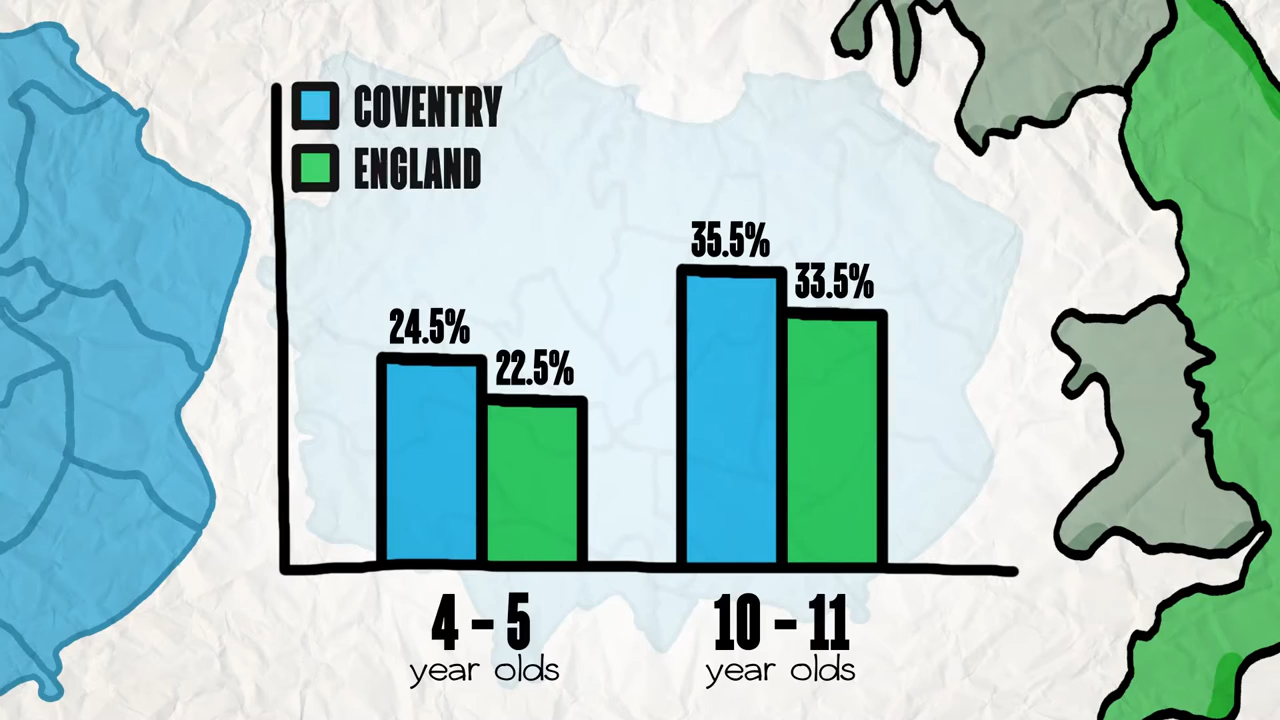 COVENTRY
ENGLAND
35.5%
33.5%
24.5%
22.5%
4 - 5
year olds
10 - 11
year olds